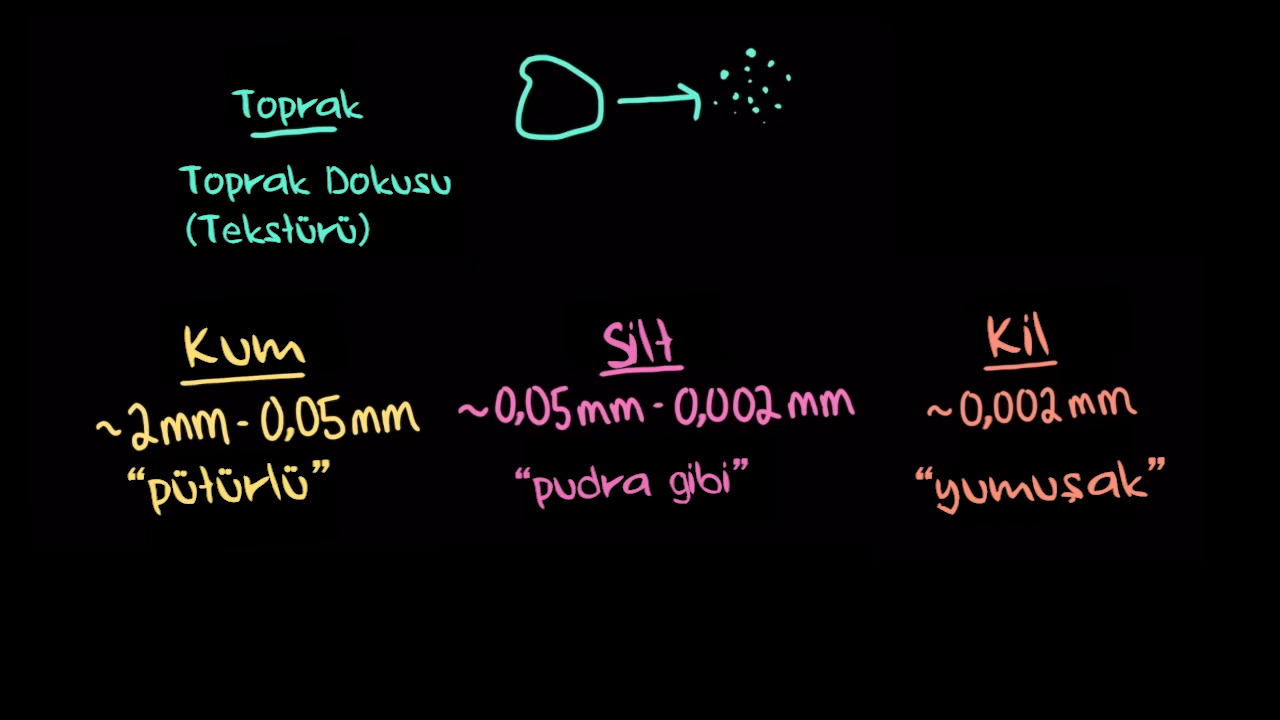 Toprak
Toprak Dokusu
(Tekstürü)
Kum
~2mm - 0,05mm
“pütürlü”
Silt
~0,05mm - 0,002mm
“pudra gibi”
Kil
~0,002mm
“yumuşak”